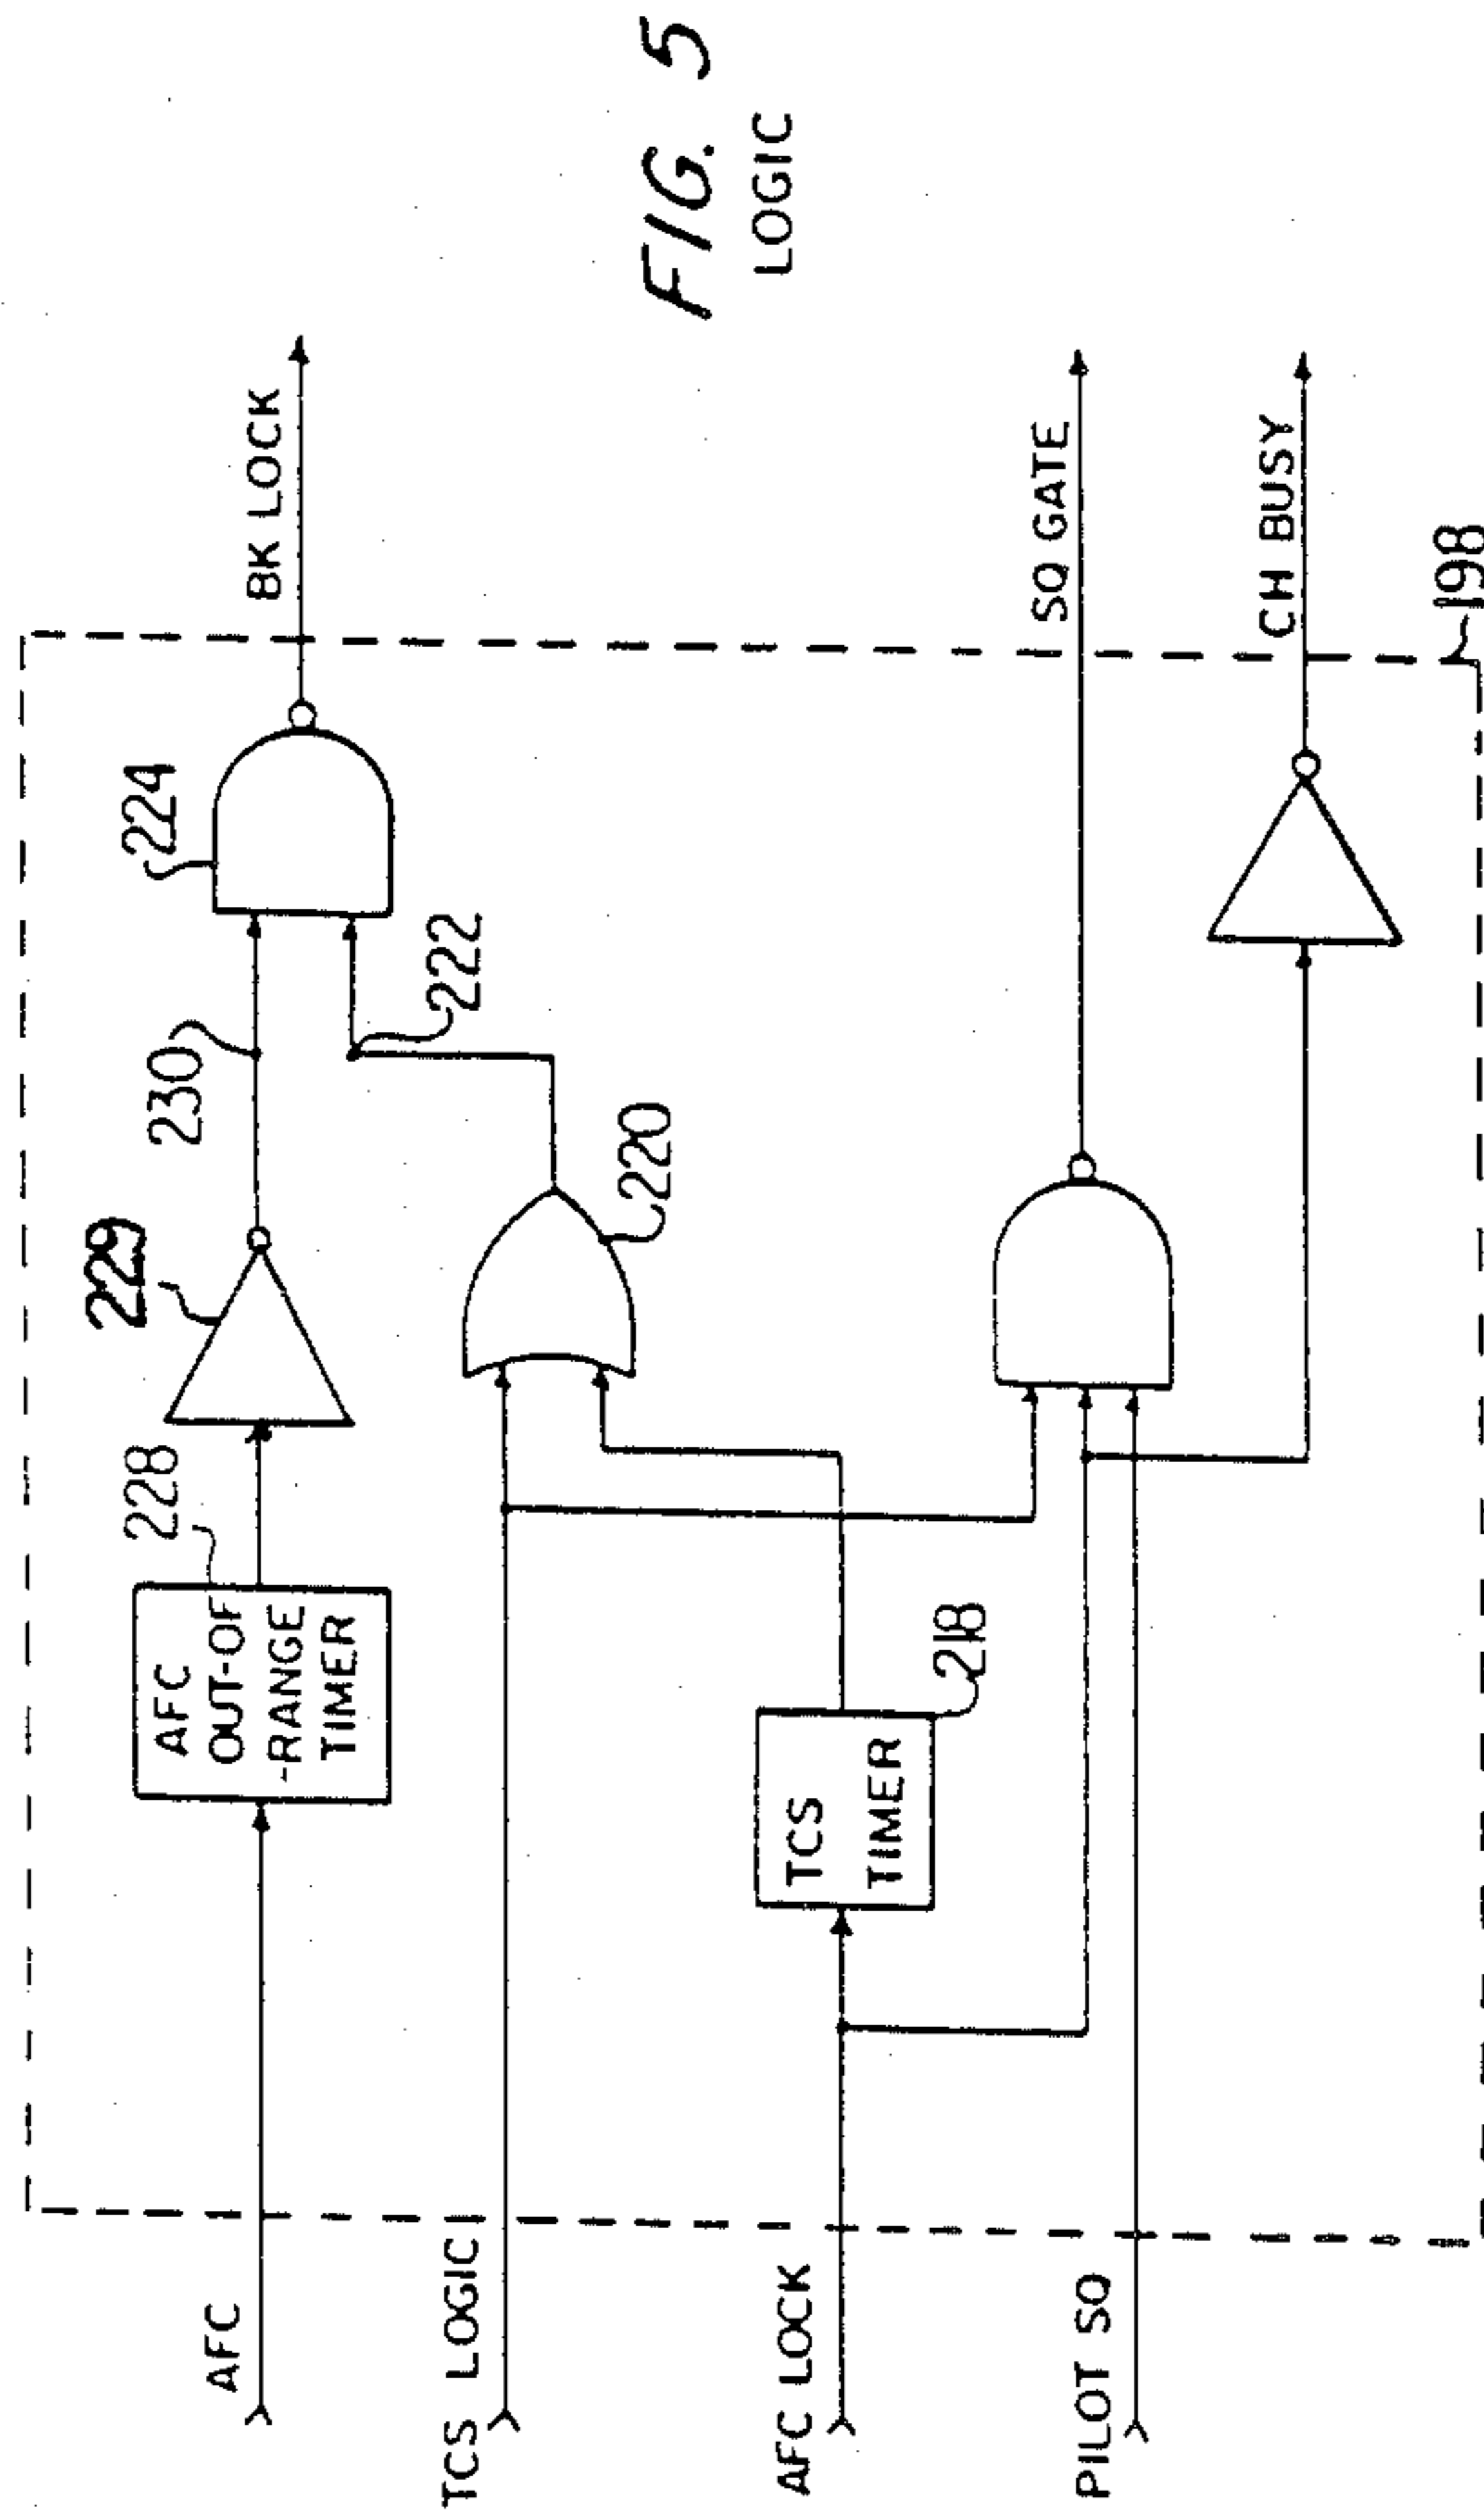 FIG. 5
LOGIC
AFC
AFC
OUT-OF
-RANGE
TIMER
228
229
230
224
BK LOCK
TCS LOGIC
220
222
AFC LOCK
TCS
TIMER
218
PILOT SQ
SQ GATE
CH BUSY
198